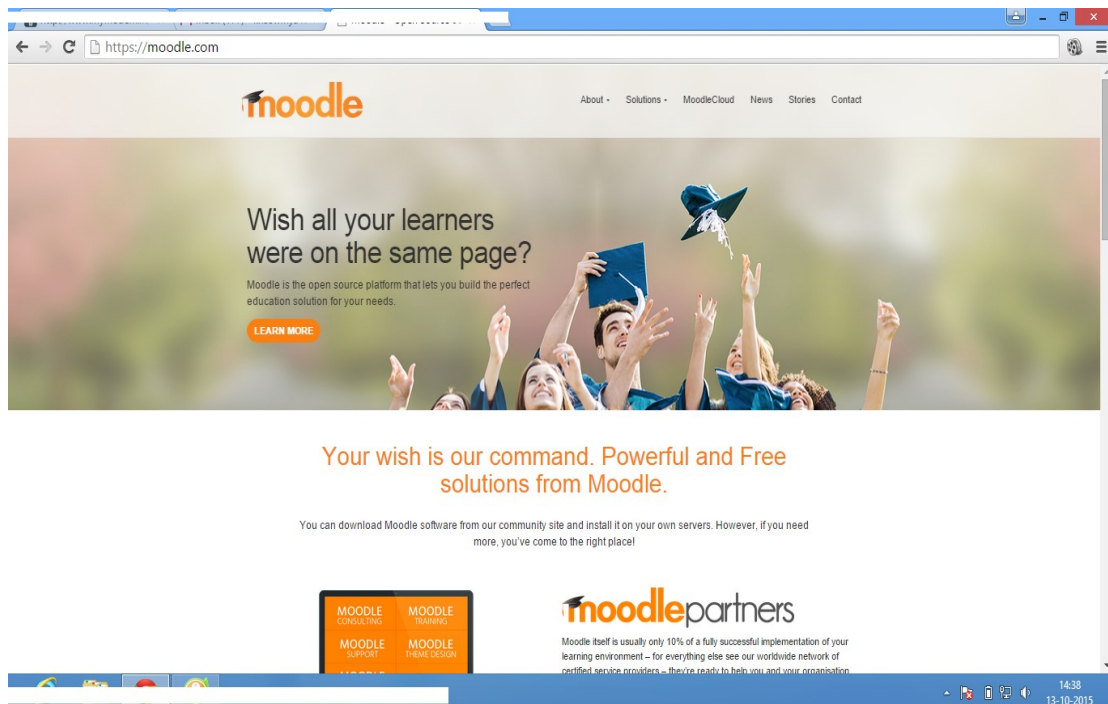 https://moodle.com
moodle
About Solutions MoodleCloud News Stories Contact
Wish all your learners
were on the same page?
Moodle is the open source platform that lets you build the perfect
education solution for your needs.
LEARN MORE
Your wish is our command. Powerful and Free
solutions from Moodle.
You can download Moodle software from our community site and install it on your own servers. However, if you need
more, you've come to the right place!
MOODLE MOODLE
CONSULTING TRAINING
MOODLE MOODLE
SUPPORT THEME DESIGN
moodlepartners
Moodle itself is usually only 10% of a fully successful implementation of your
learning environment – for everything else see our worldwide network of
certified service providers – they're ready to help you and your organisation
14:38
13-10-2015